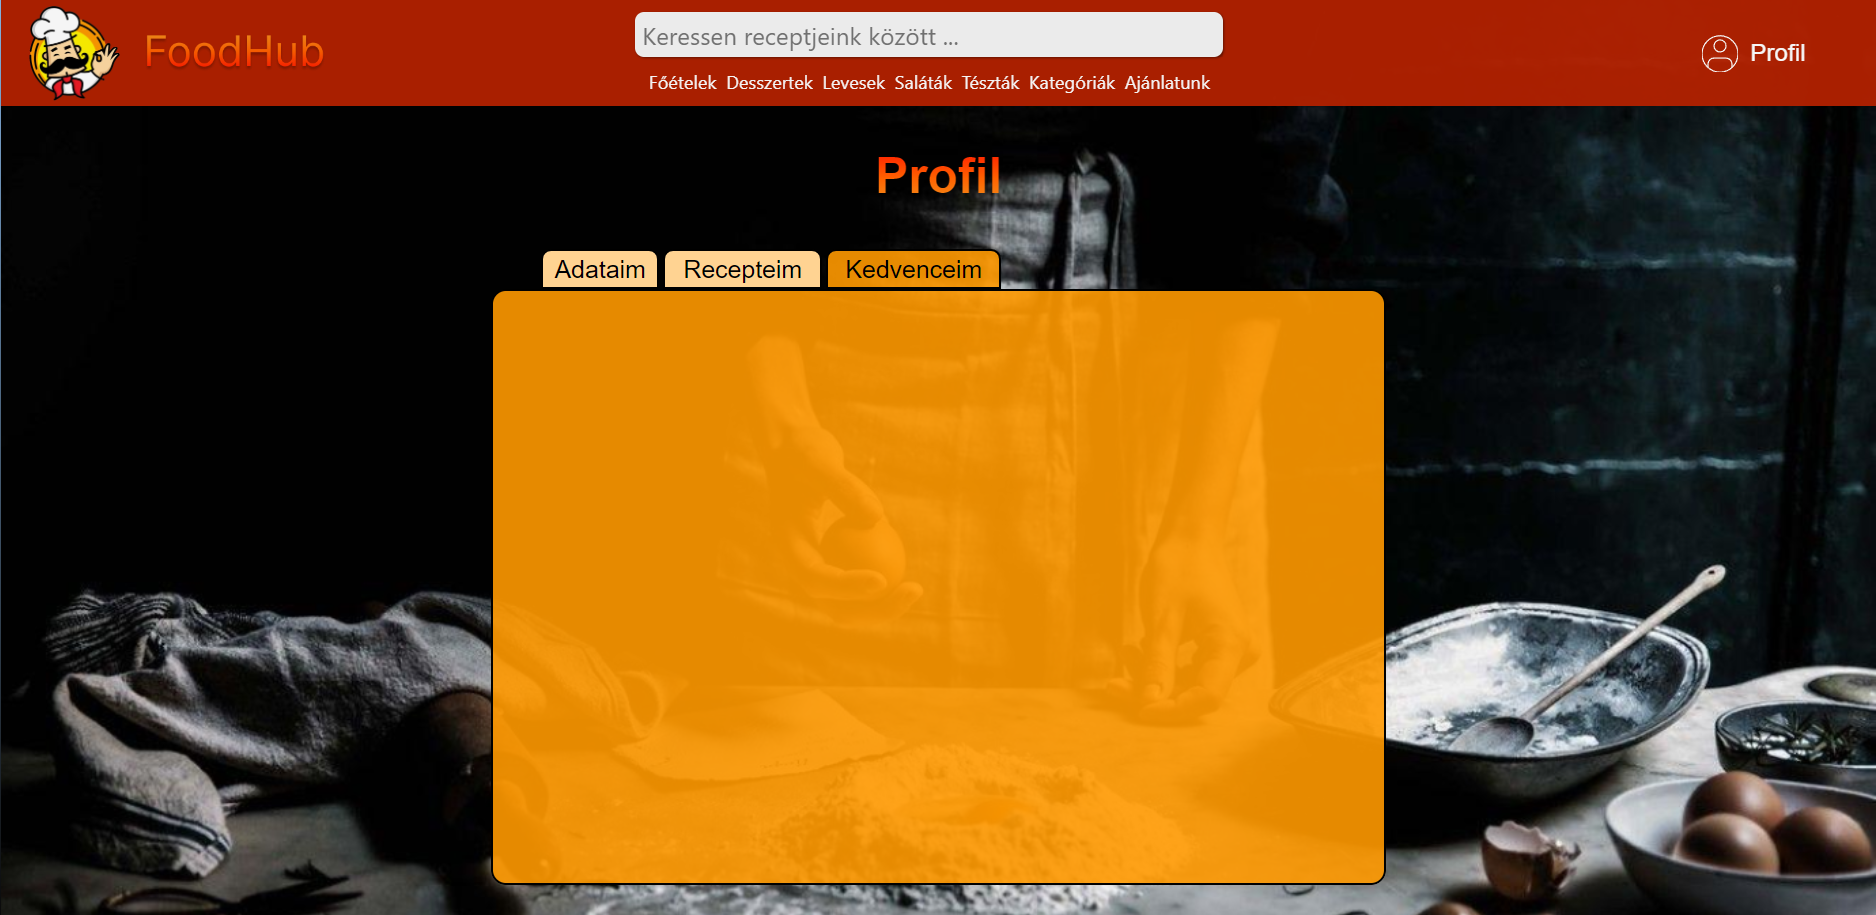 FoodHub
Keressen receptjeink között ...
Főételek Desszertek Levesek Saláták Tészták Kategóriák Ajánlatunk
Profil
Profil
Adataim Recepteim Kedvenceim